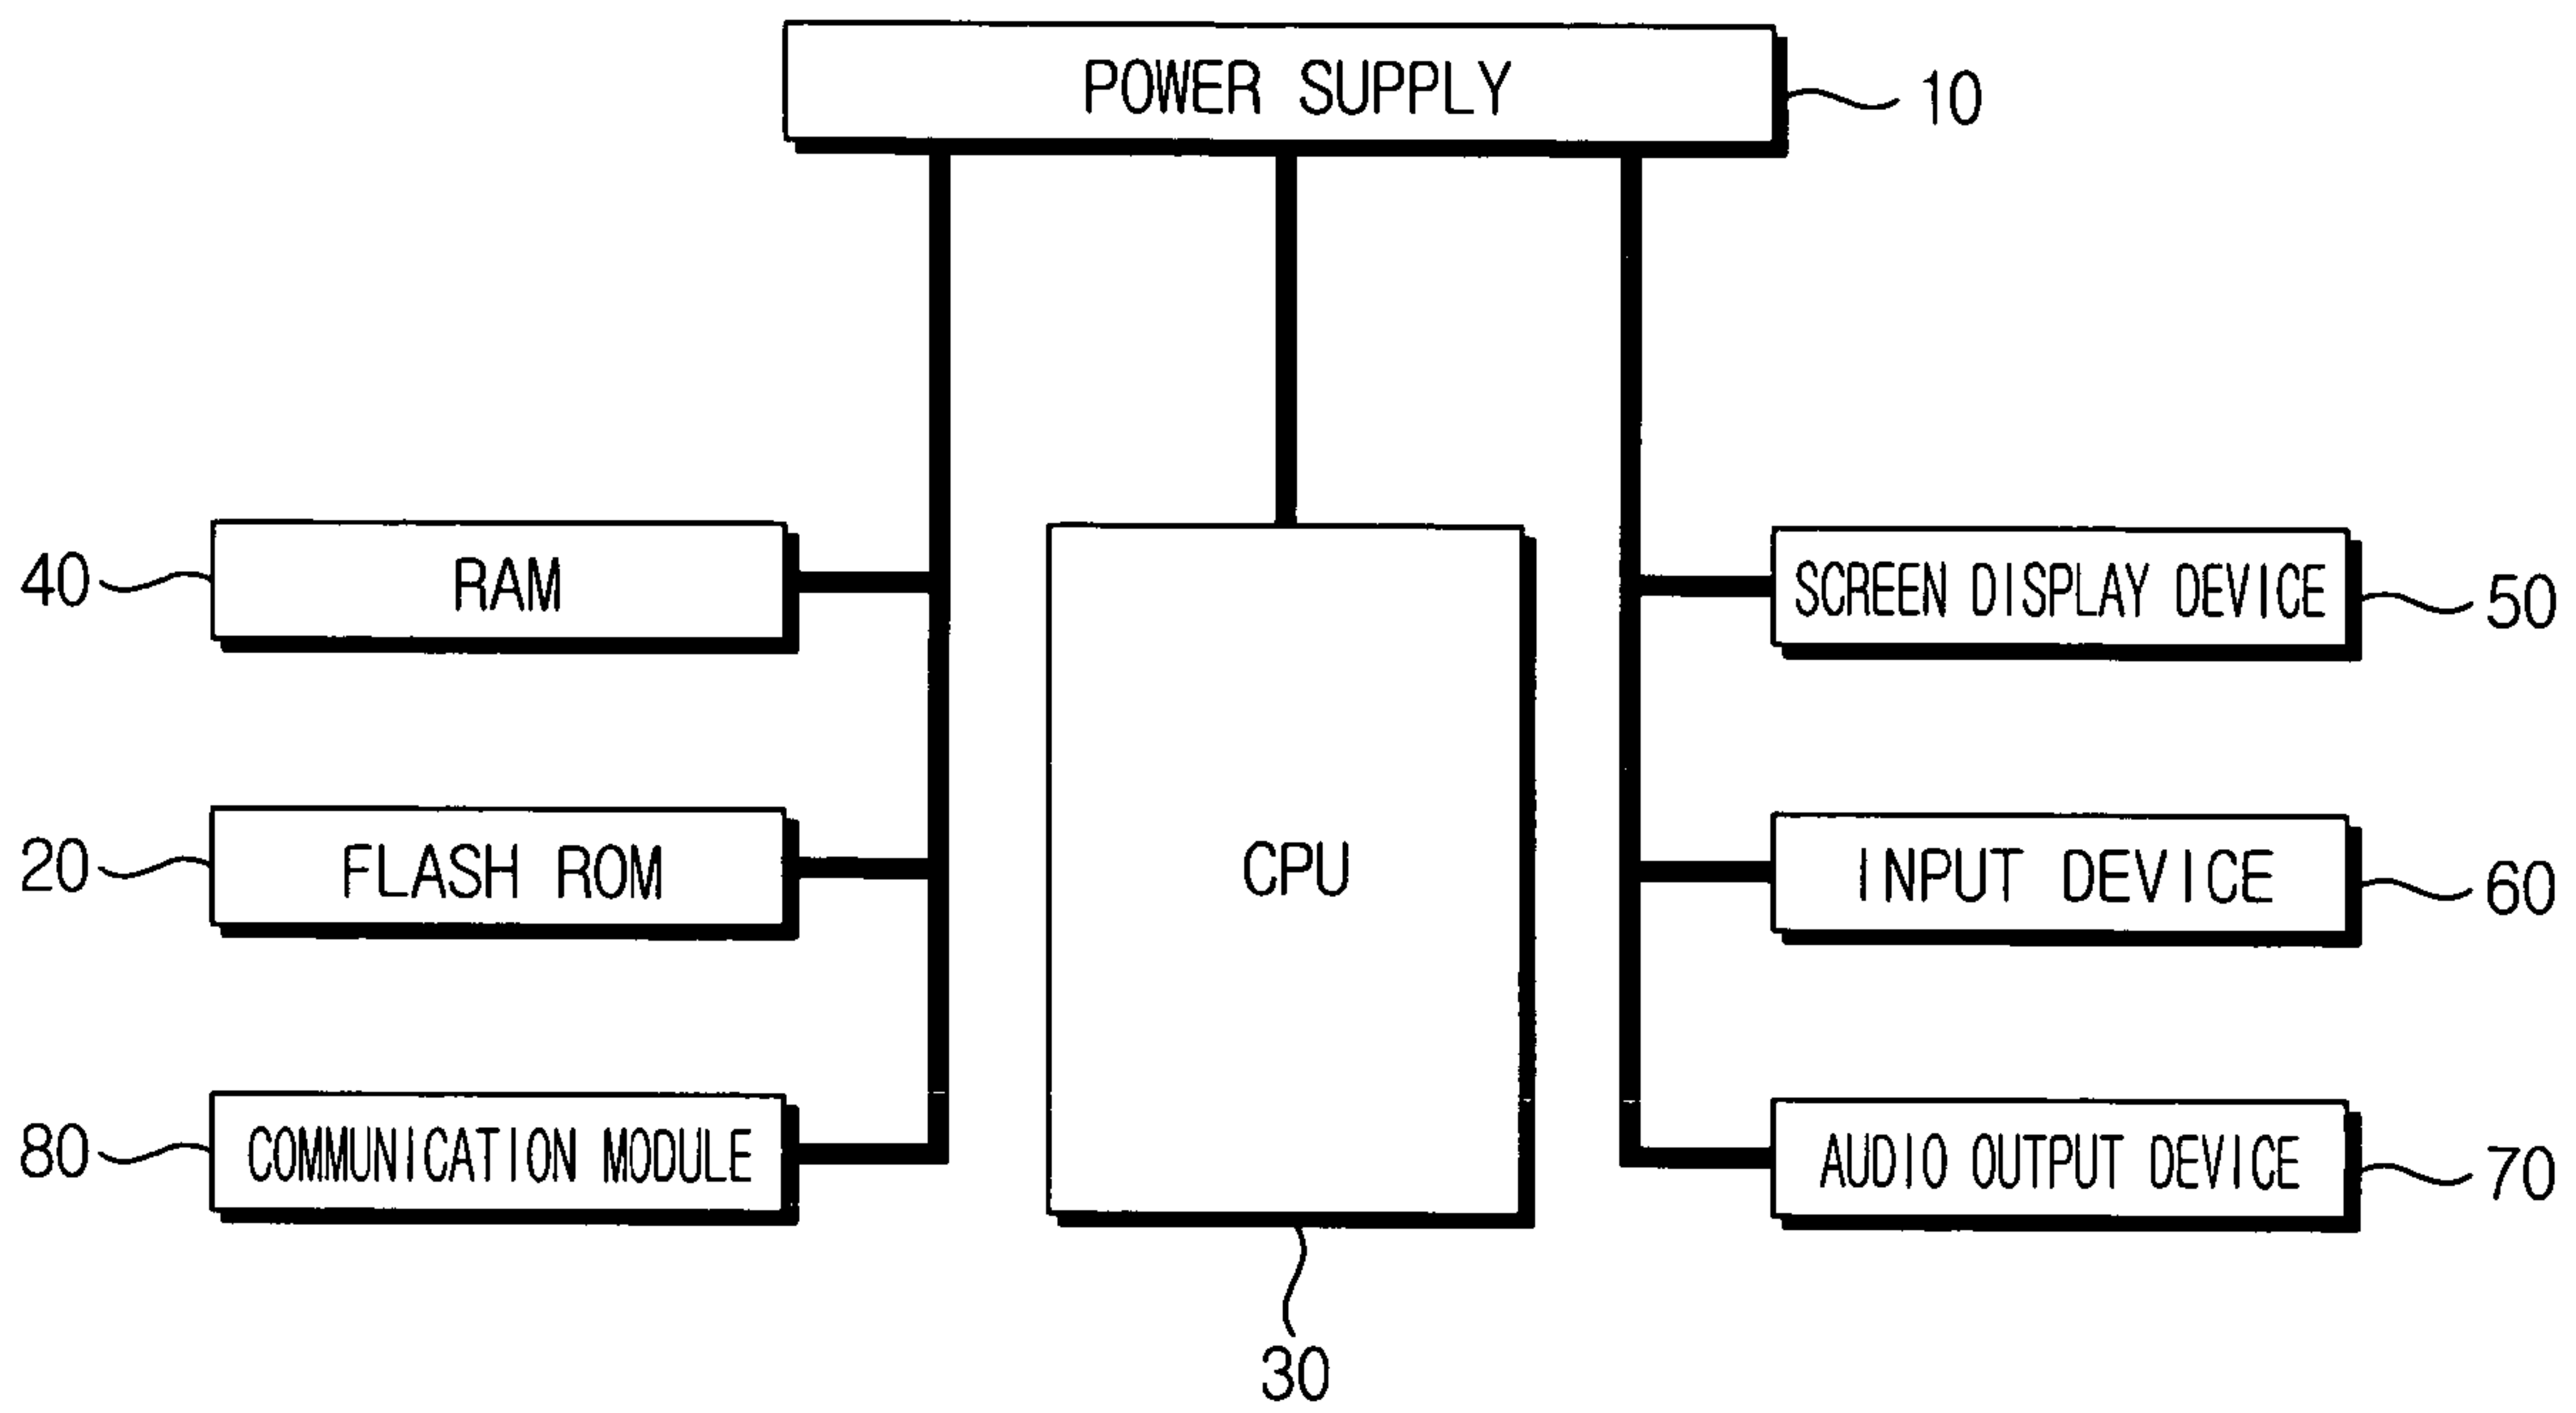 POWER SUPPLY
10
40
RAM
SCREEN DISPLAY DEVICE
50
20
FLASH ROM
CPU
INPUT DEVICE
60
80
COMMUNICATION MODULE
AUDIO OUTPUT DEVICE
70
30